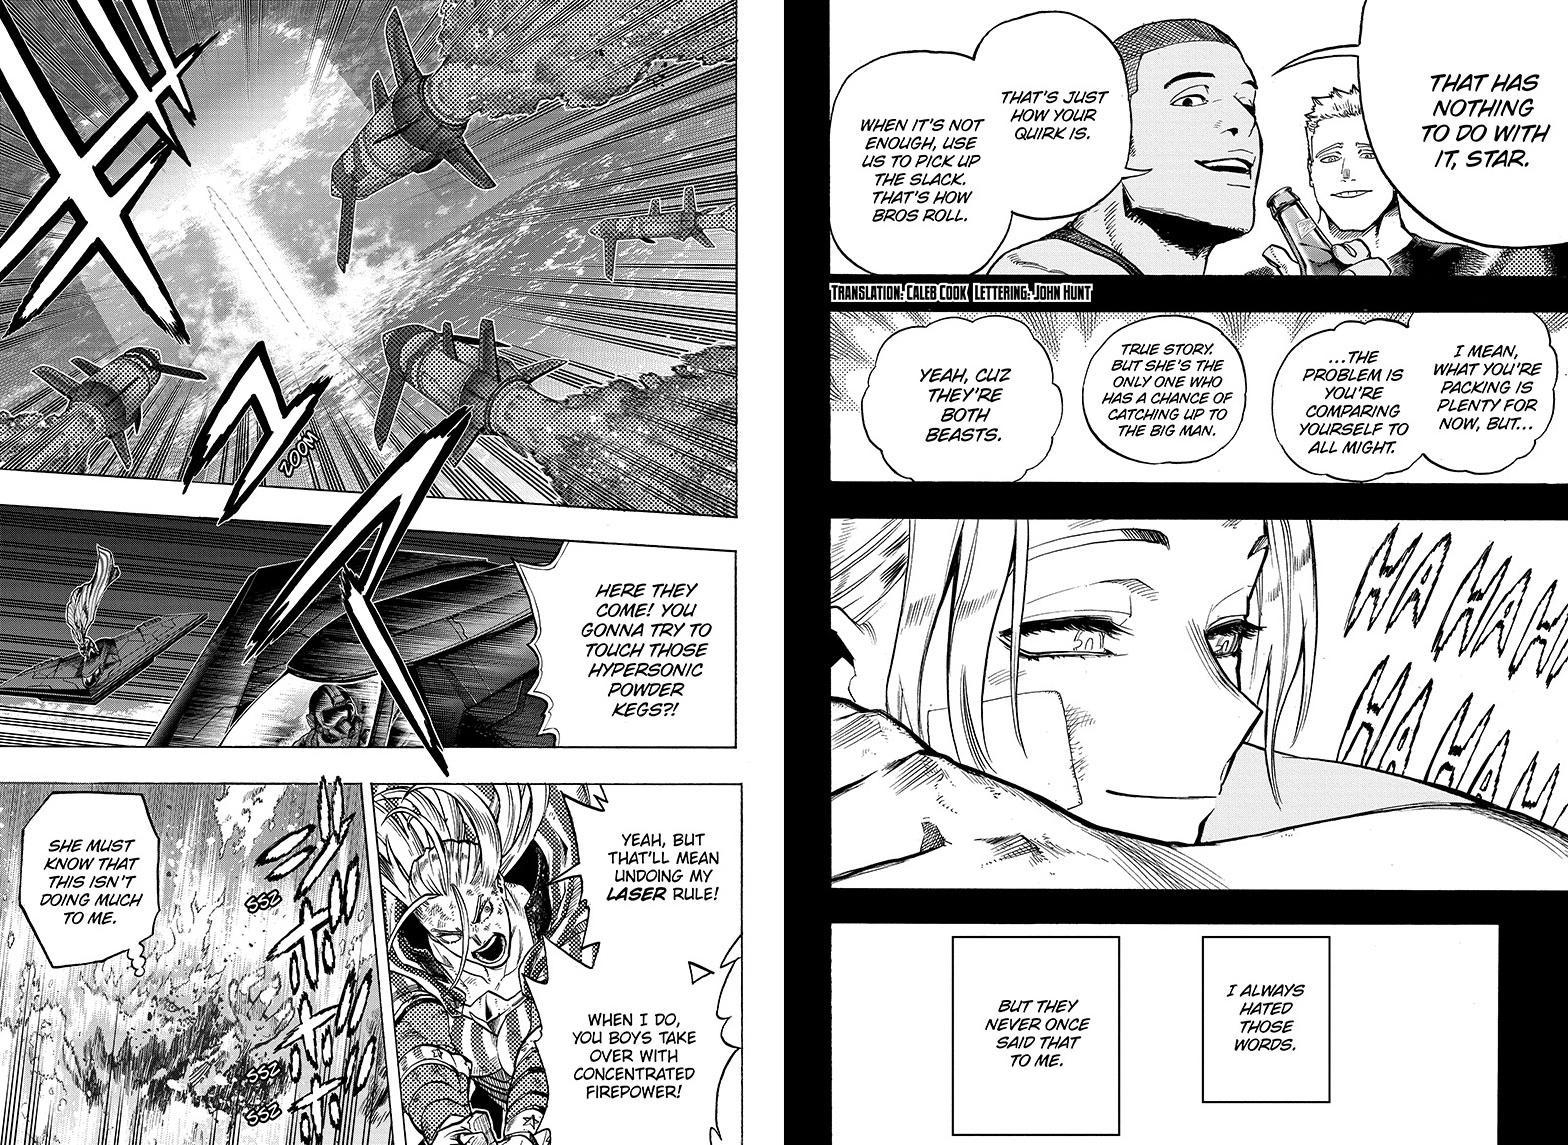 THAT HAS
NOTHING
TO DO WITH
IT, STAR.
THAT'S JUST
HOW YOUR
QUIRK IS.
WHEN IT'S NOT
ENOUGH, USE
US TO PICK UP
THE SLACK.
THAT'S HOW
BROS ROLL.
TRANSLATION: CALEB COOK LETTERING: JOHN HUNT
I MEAN,
WHAT YOU'RE
PACKING IS
PLENTY FOR
NOW, BUT...
...THE
PROBLEM IS
YOU'RE
COMPARING
YOURSELF TO
ALL MIGHT.
TRUE STORY.
BUT SHE'S THE
ONLY ONE WHO
HAS A CHANCE OF
CATCHING UP TO
THE BIG MAN.
YEAH, CUZ
THEY'RE
BOTH
BEASTS.
HA HA HA HA
HA HA HA
I ALWAYS
HATED
THOSE
WORDS.
BUT THEY
NEVER ONCE
SAID THAT
TO ME.
ZOOM
HERE THEY
COME! YOU
GONNA TRY TO
TOUCH THOSE
HYPERSONIC
POWDER
KEGS?!
YEAH, BUT
THAT'LL MEAN
UNDOING MY
LASER RULE!
WHEN I DO,
YOU BOYS TAKE
OVER WITH
CONCENTRATED
FIREPOWER!
SHE MUST
KNOW THAT
THIS ISN'T
DOING MUCH
TO ME.
SSZ
SSZ
SSZ